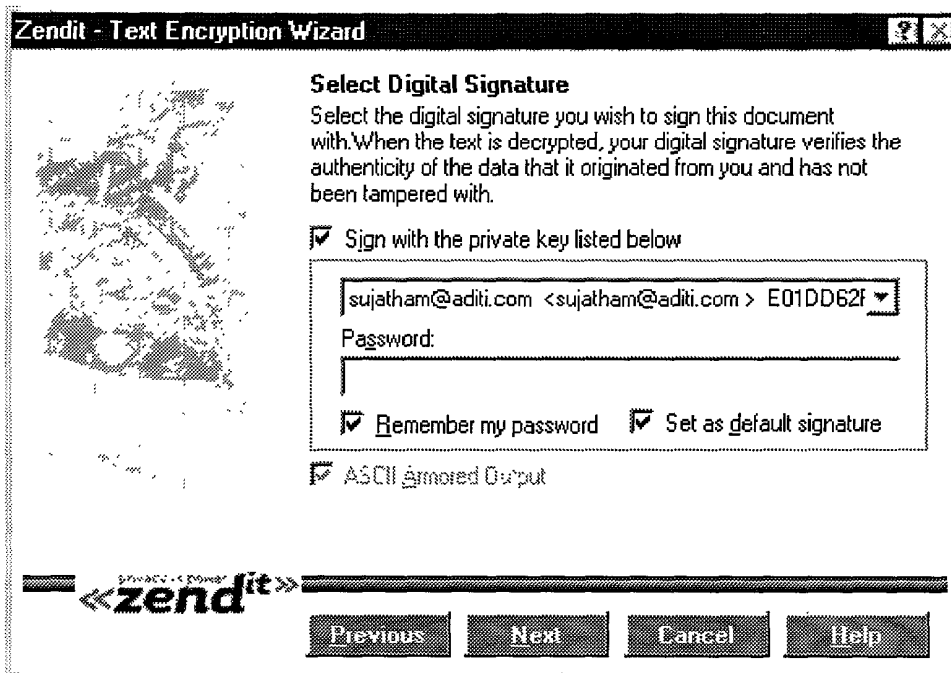 Zendit - Text Encryption Wizard
Select Digital Signature
Select the digital signature you wish to sign this document
with.When the text is decrypted, your digital signature verifies the
authenticity of the data that it originated from you and has not
been tampered with.
Sign with the private key listed below
sujatham@aditi.com <sujatham@aditi.com> E01DD62F
Password:
Remember my password Set as default signature
ASCII Armored Output
privacy is power
«zendit»
Previous Next Cancel Help